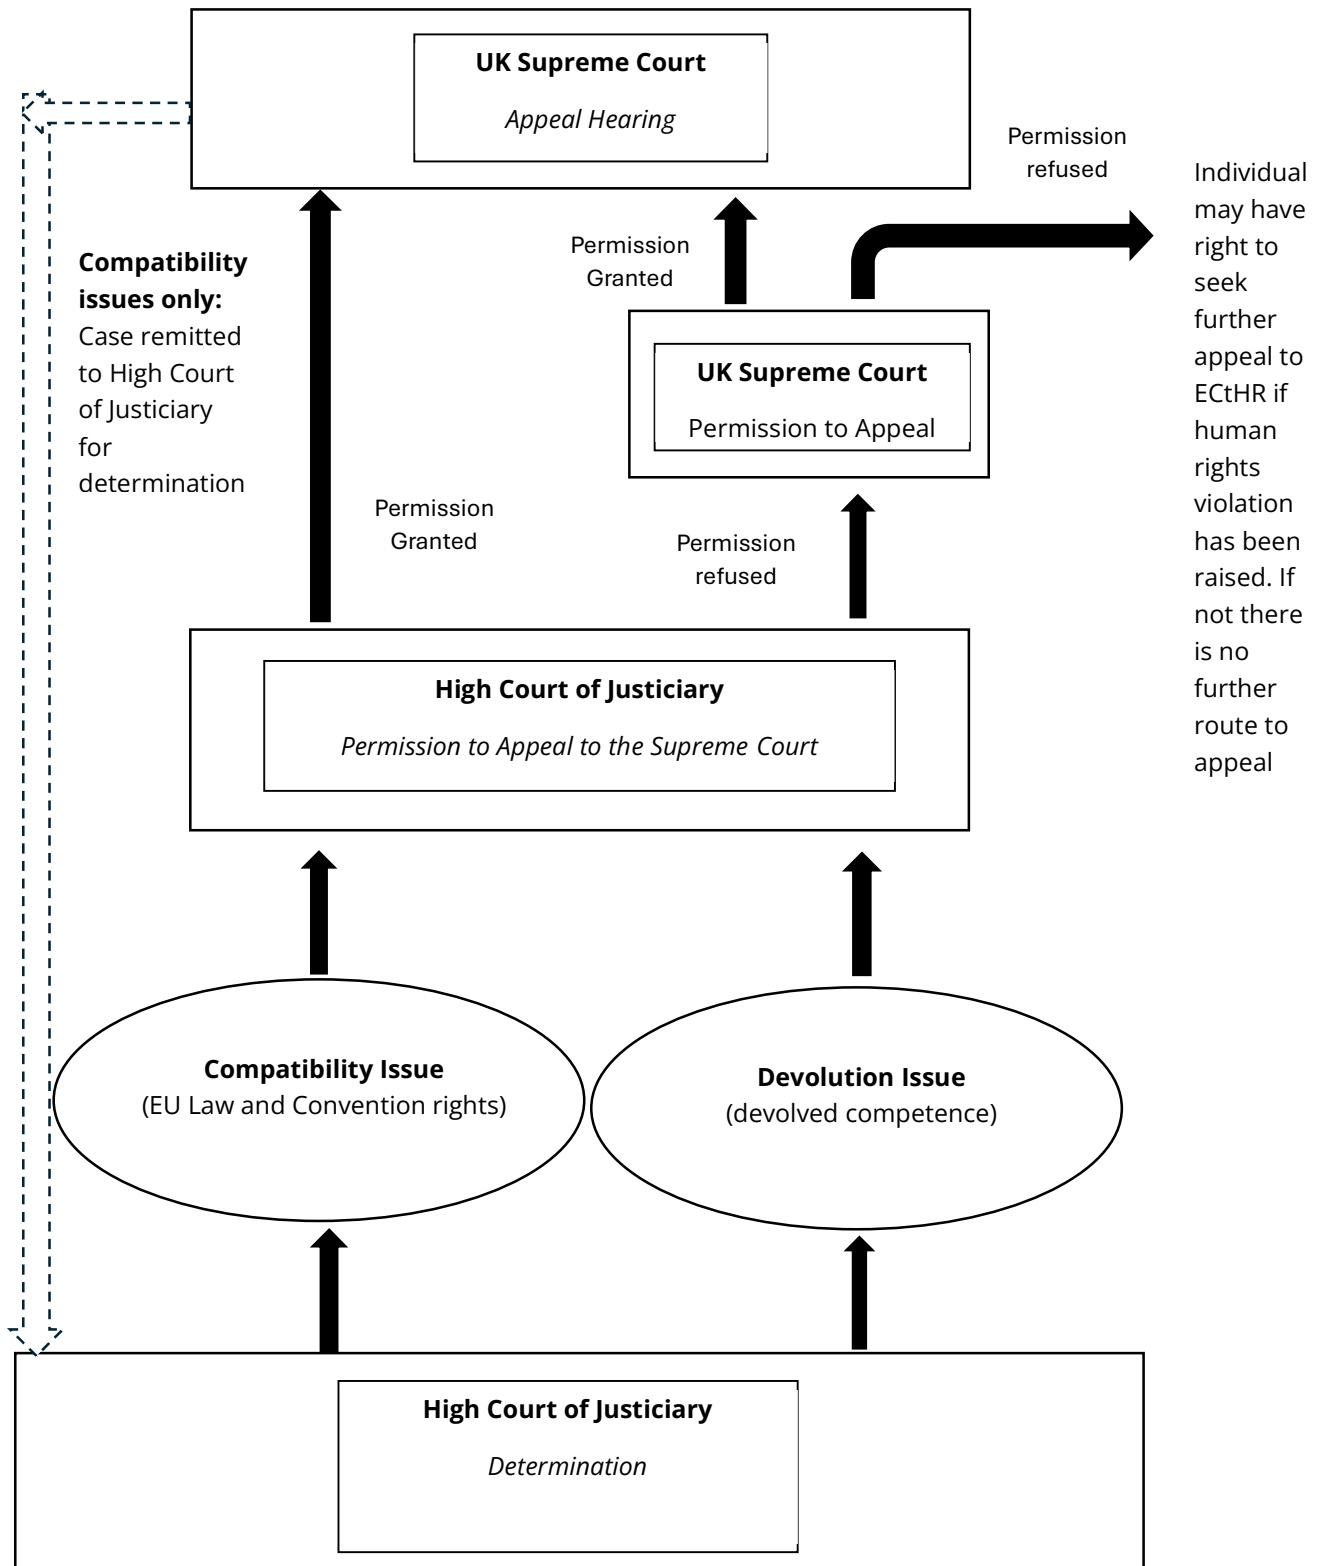 UK Supreme Court
Appeal Hearing
Permission
refused
Individual
may have
right to
seek
further
appeal to
ECtHR if
human
rights
violation
has been
raised. If
not there
is no
further
route to
appeal
Permission
Granted
Compatibility
issues only:
Case remitted
to High Court
of Justiciary
for
determination
UK Supreme Court
Permission to Appeal
Permission
Granted
Permission
refused
High Court of Justiciary
Permission to Appeal to the Supreme Court
Compatibility Issue
(EU Law and Convention rights)
Devolution Issue
(devolved competence)
High Court of Justiciary
Determination